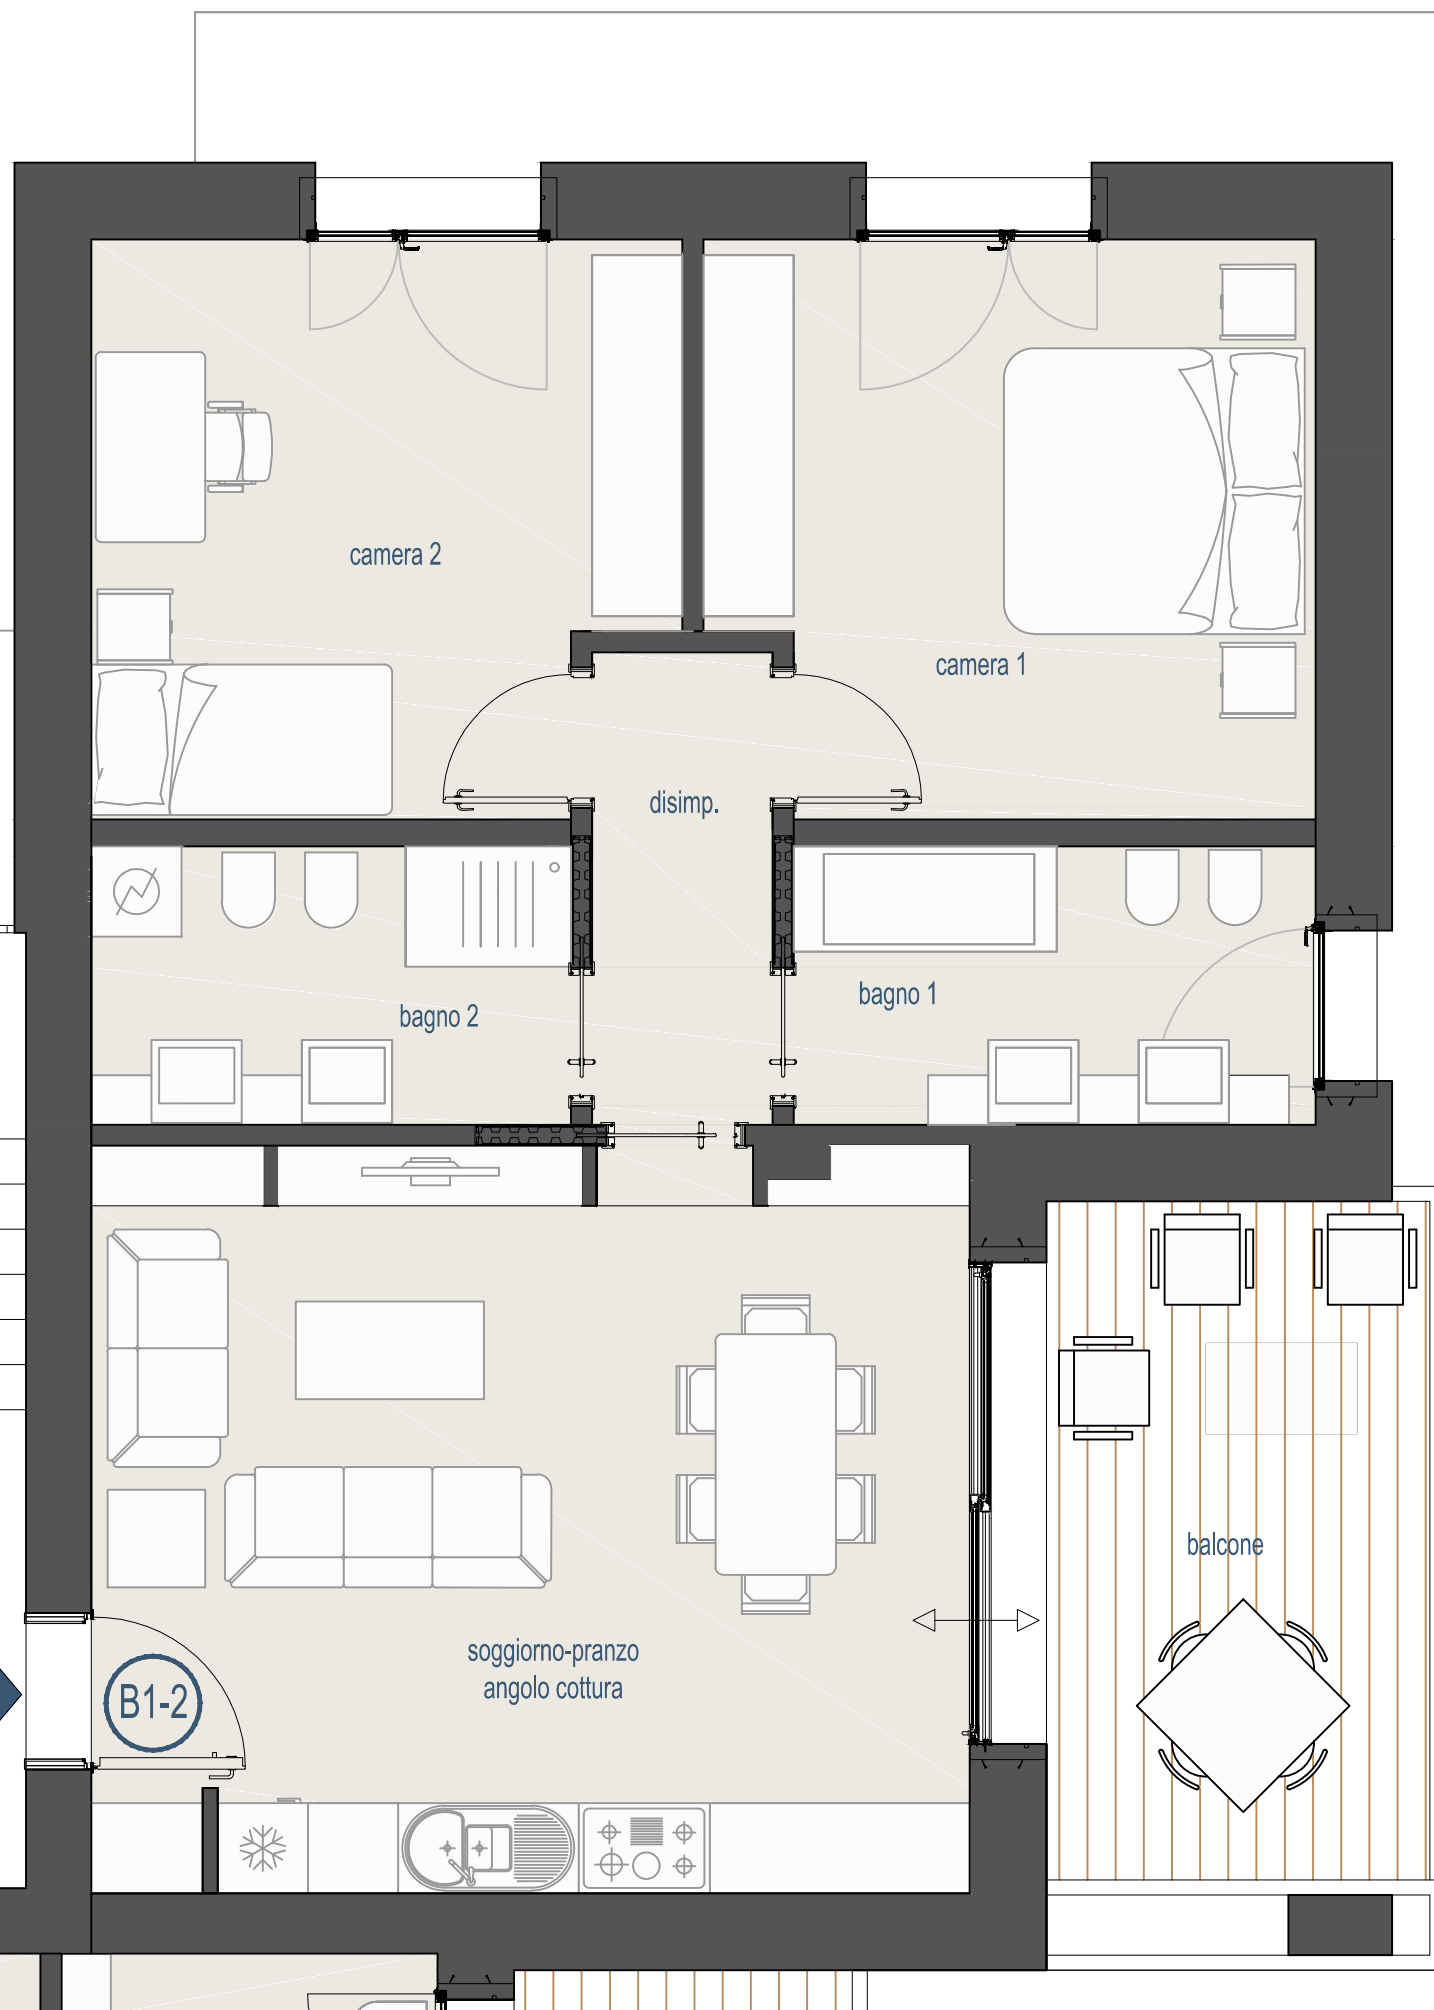 camera 2
camera 1
disimp.
bagno 1
bagno 2
balcone
soggiorno-pranzo
angolo cottura
B1-2